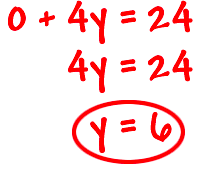 0 + 4y = 24
4y = 24
y = 6